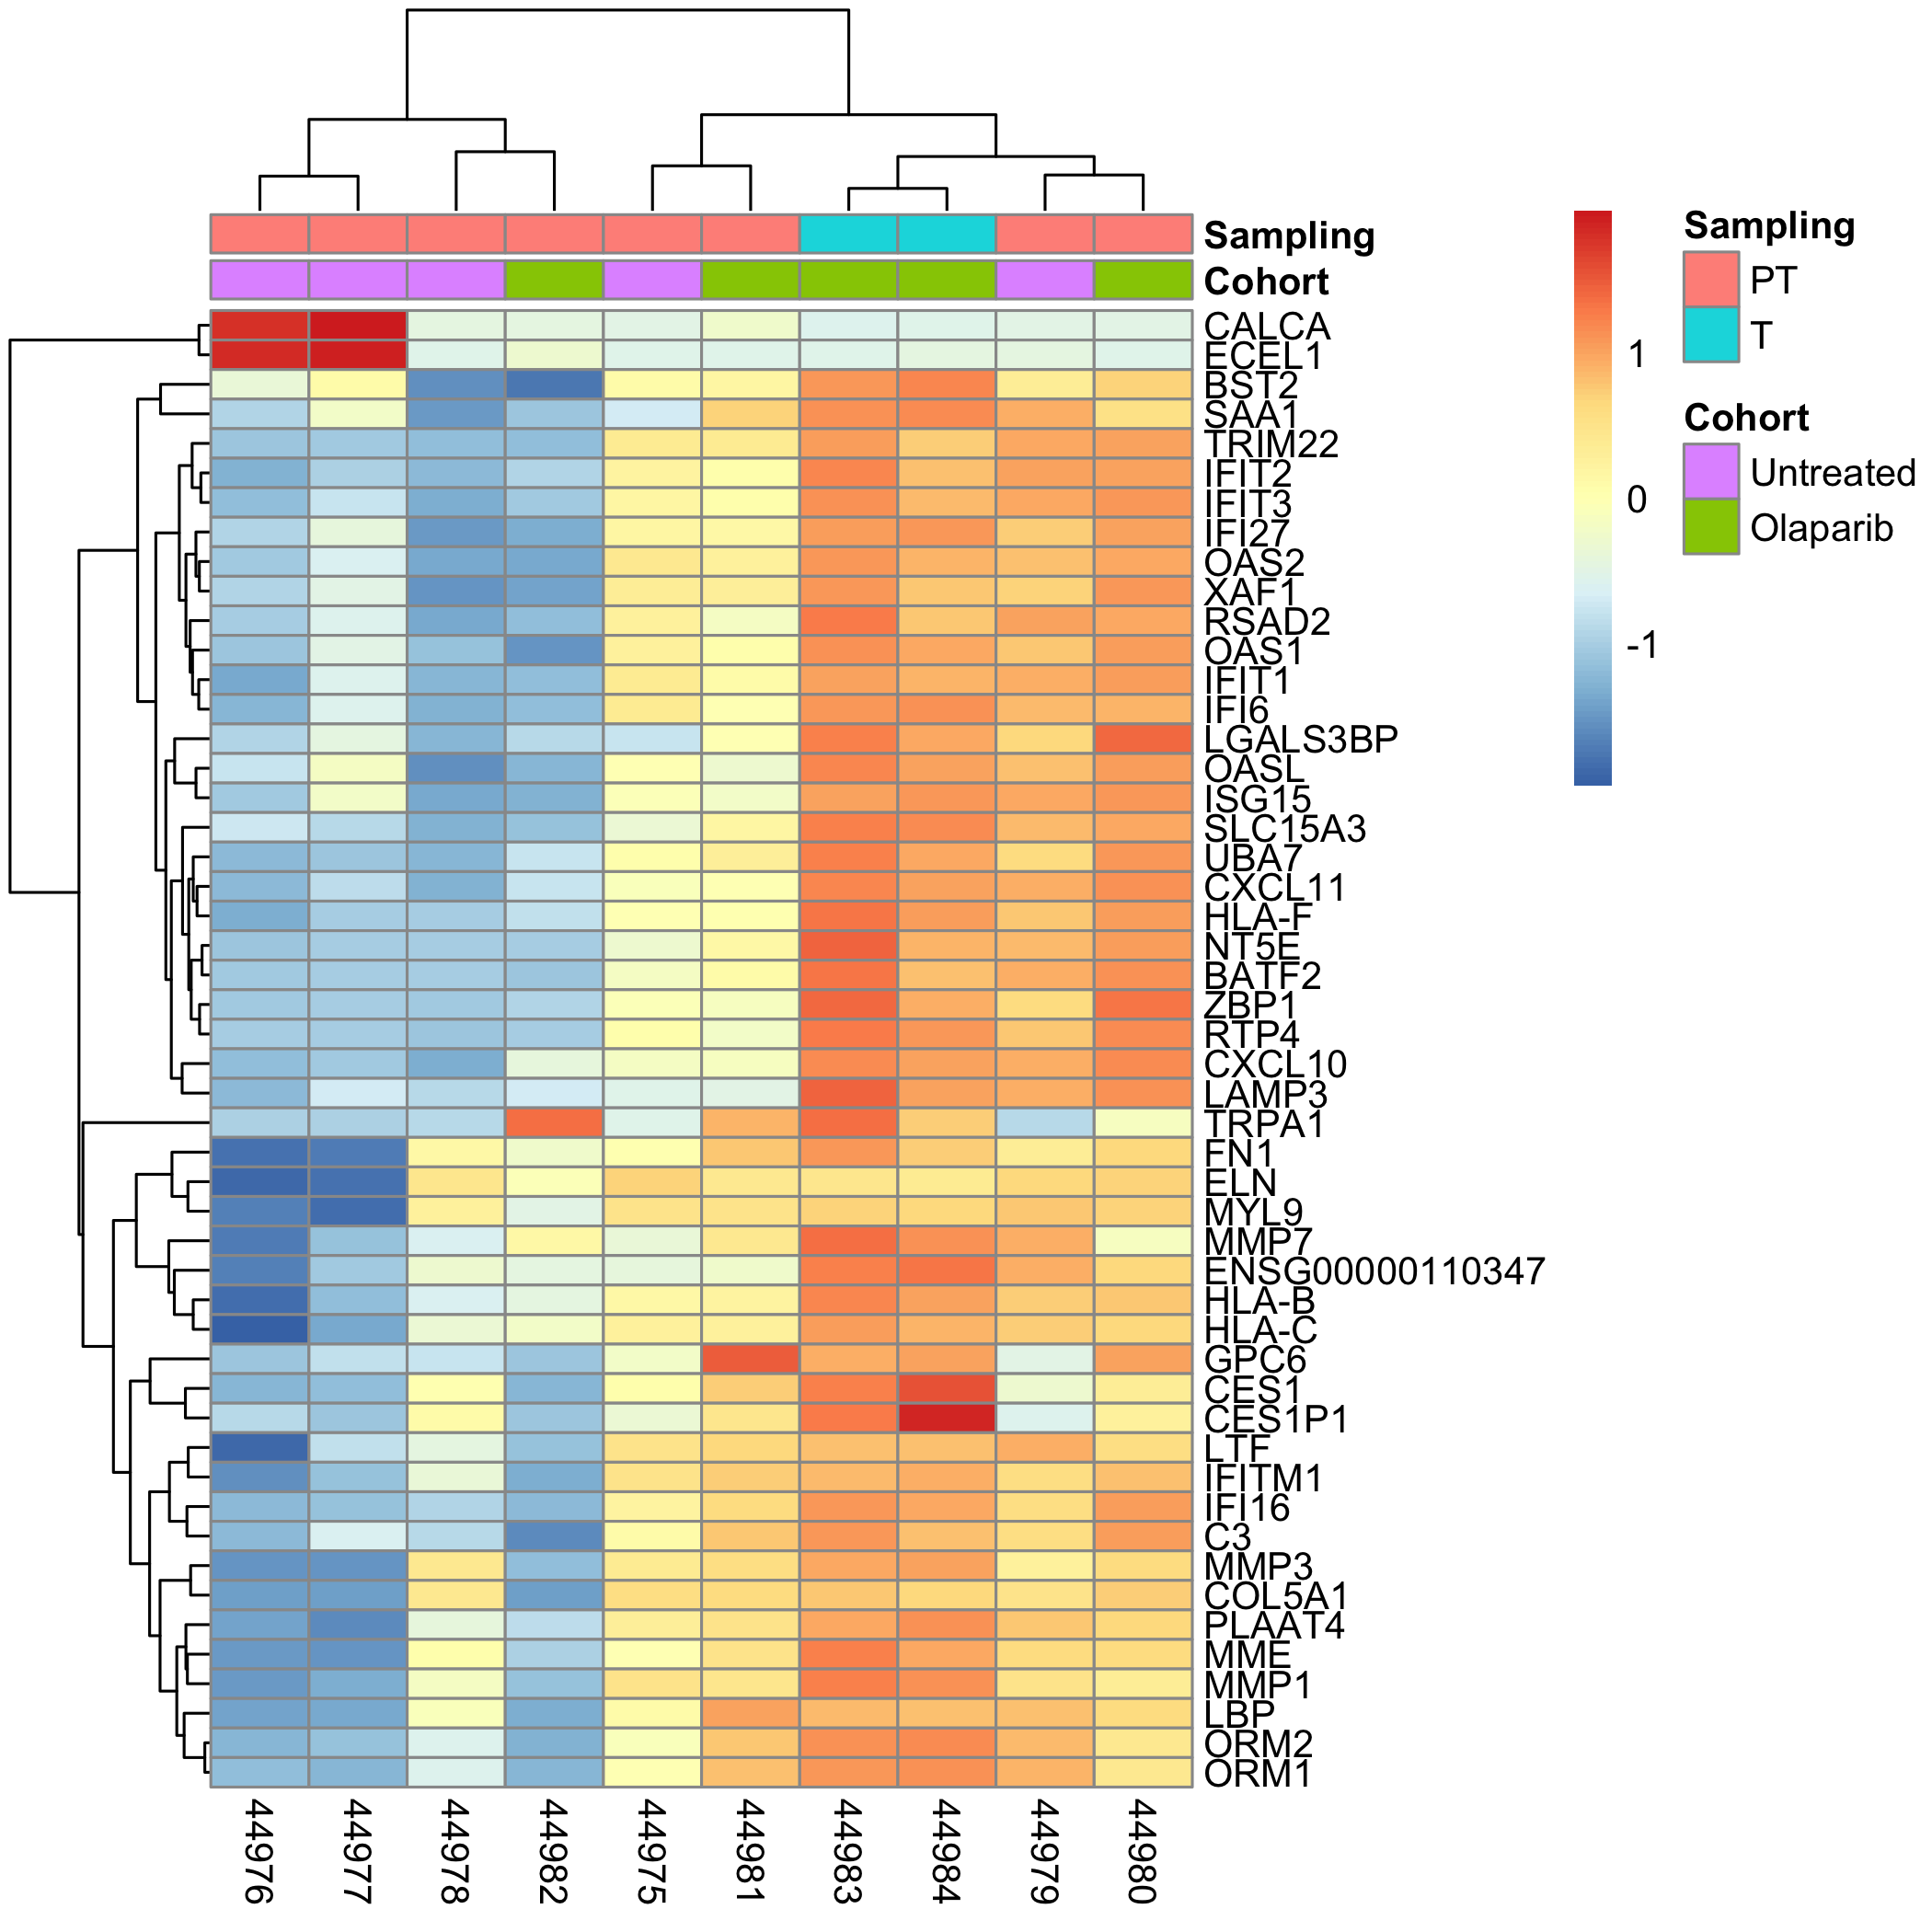 Sampling
Cohort
CALCA
ECEL1
BST2
SAA1
TRIM22
IFIT2
IFIT3
IFI27
OAS2
XAF1
RSAD2
OAS1
IFIT1
IFI6
LGALS3BP
OASL
ISG15
SLC15A3
UBA7
CXCL11
HLA-F
NT5E
BATF2
ZBP1
RTP4
CXCL10
LAMP3
TRPA1
FN1
ELN
MYL9
MMP7
ENSG00000110347
HLA-B
HLA-C
GPC6
CES1
CES1P1
LTF
IFITM1
IFI16
C3
MMP3
COL5A1
PLAAT4
MME
MMP1
LBP
ORM2
ORM1
44976
44977
44978
44982
44975
44981
44983
44984
44979
44980
1
0
-1
Sampling
PT
T
Cohort
Untreated
Olaparib